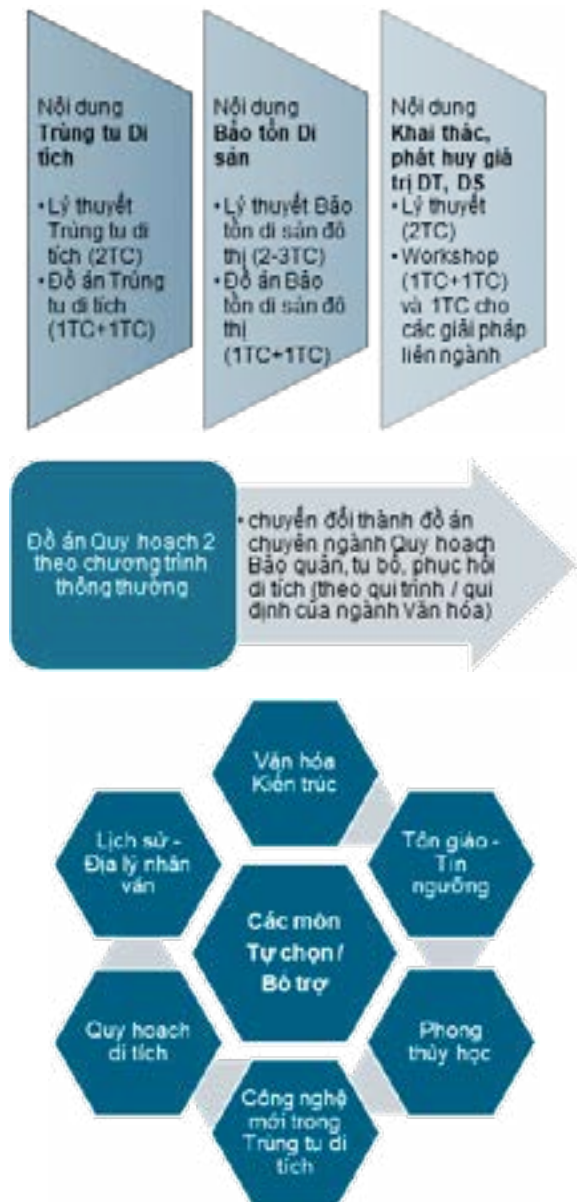 Nội dung
Trùng tu Di
tích
• Lý thuyết
Trùng tu di
tích (2TC)
• Đồ án Trùng
tu di tích
(1TC+1TC)
Nội dung
Bảo tồn Di
sản
• Lý thuyết Bảo
tồn di sản đô
thị (2-3TC)
• Đồ án Bảo
tồn di sản đô
thị
(1TC+1TC)
Nội dung
Khai thác,
phát huy giá
trị DT, DS
• Lý thuyết
(2TC)
• Workshop
(1TC+1TC)
và 1TC cho
các giải pháp
liên ngành
Đồ án Quy hoạch 2
theo chương trình
thông thường
• chuyển đổi thành đồ án
chuyên ngành Quy hoạch
Bảo quản, tu bổ, phục hồi
di tích (theo qui trình / qui
định của ngành Văn hóa)
Văn hóa
Kiến trúc
Lịch sử -
Địa lý nhân
văn
Tôn giáo -
Tín
ngưỡng
Các môn
Tự chọn /
Bổ trợ
Quy hoạch
di tích
Phong
thủy học
Công nghệ
mới trong
Trùng tu di
tích